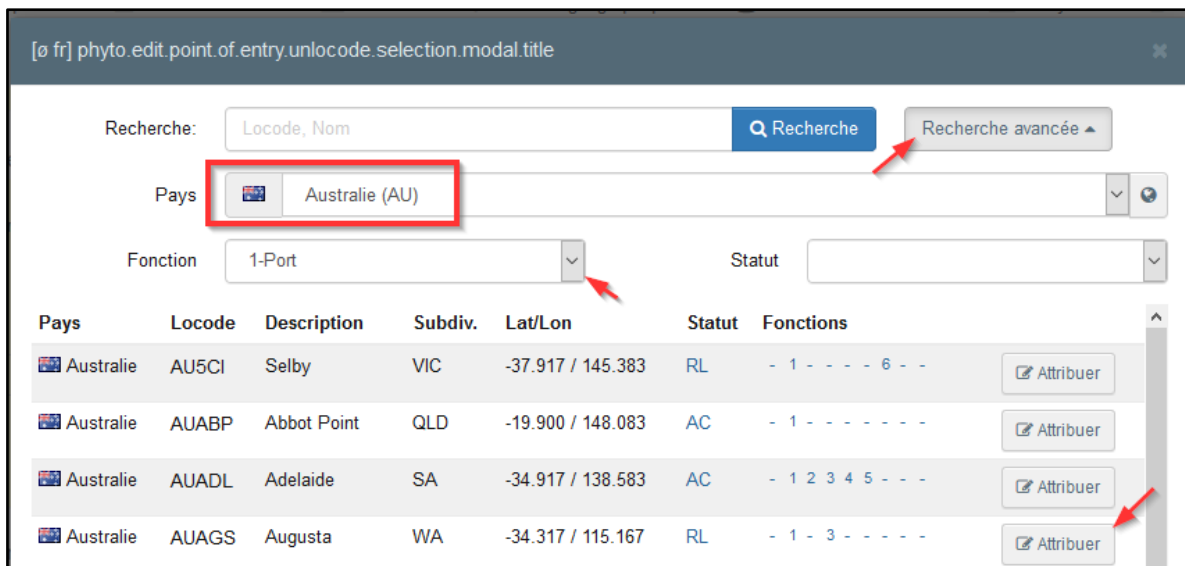 [ø fr] phyto.edit.point.of.entry.unlocode.selection.modal.title
Recherche: Locode, Nom Recherche Recherche avancée
Pays Australie (AU)
Fonction 1-Port Statut
Pays Locode Description Subdiv. Lat/Lon Statut Fonctions
Australie AU5CI Selby VIC -37.917 / 145.383 RL - 1 - - - - 6 - - Attribuer
Australie AUABP Abbot Point QLD -19.900 / 148.083 AC - 1 - - - - - - - Attribuer
Australie AUADL Adelaide SA -34.917 / 138.583 AC - 1 2 3 4 5 - - - Attribuer
Australie AUAGS Augusta WA -34.317 / 115.167 RL - 1 - 3 - - - - - Attribuer